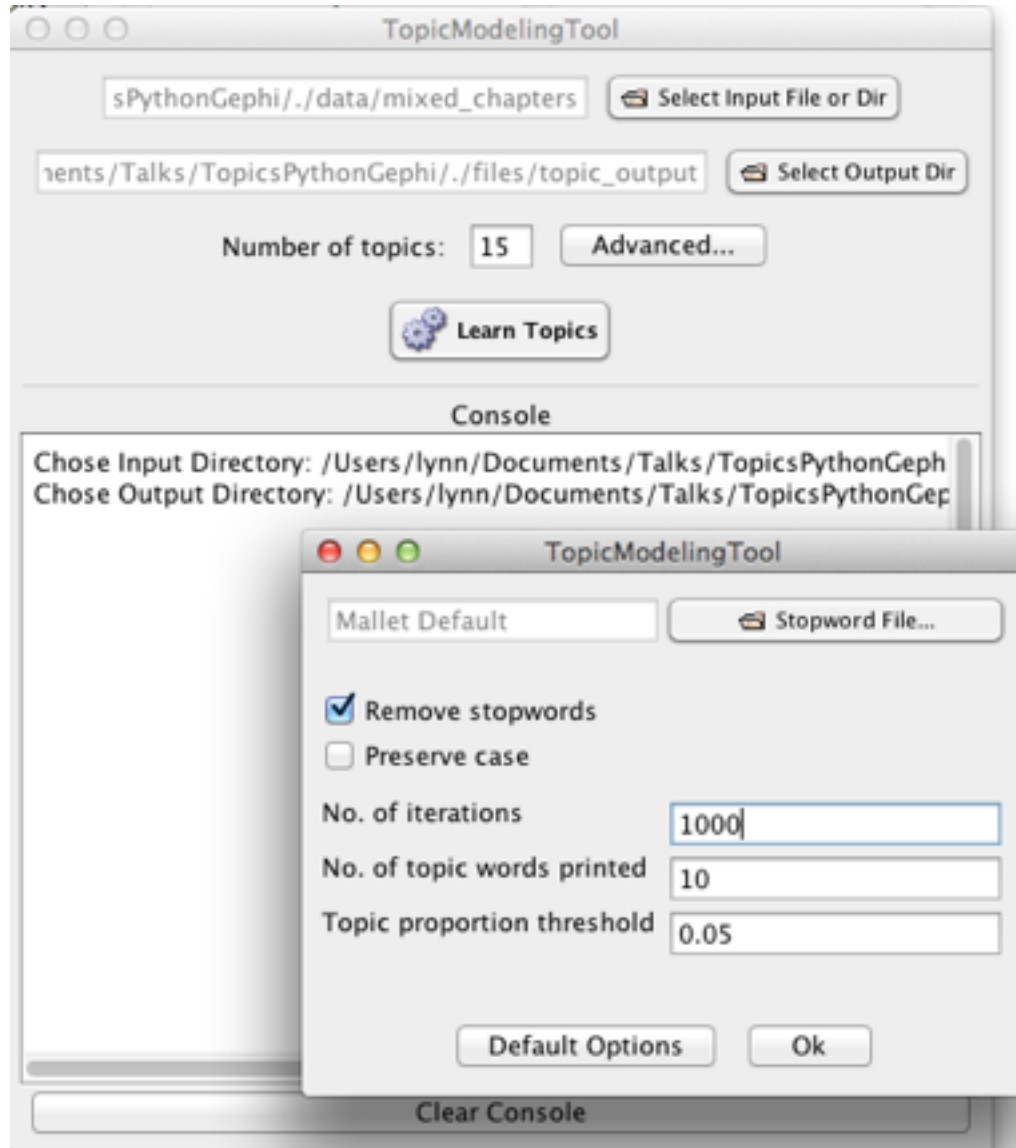 TopicModelingTool
sPythonGephi/./data/mixed_chapters Select Input File or Dir
nents/Talks/TopicsPythonGephi/./files/topic_output Select Output Dir
Number of topics: 15 Advanced...
Learn Topics
Console
Chose Input Directory: /Users/lynn/Documents/Talks/TopicsPythonGeph
Chose Output Directory: /Users/lynn/Documents/Talks/TopicsPythonGep
TopicModelingTool
Mallet Default Stopword File...
Remove stopwords
Preserve case
No. of iterations 1000
No. of topic words printed 10
Topic proportion threshold 0.05
Default Options Ok
Clear Console